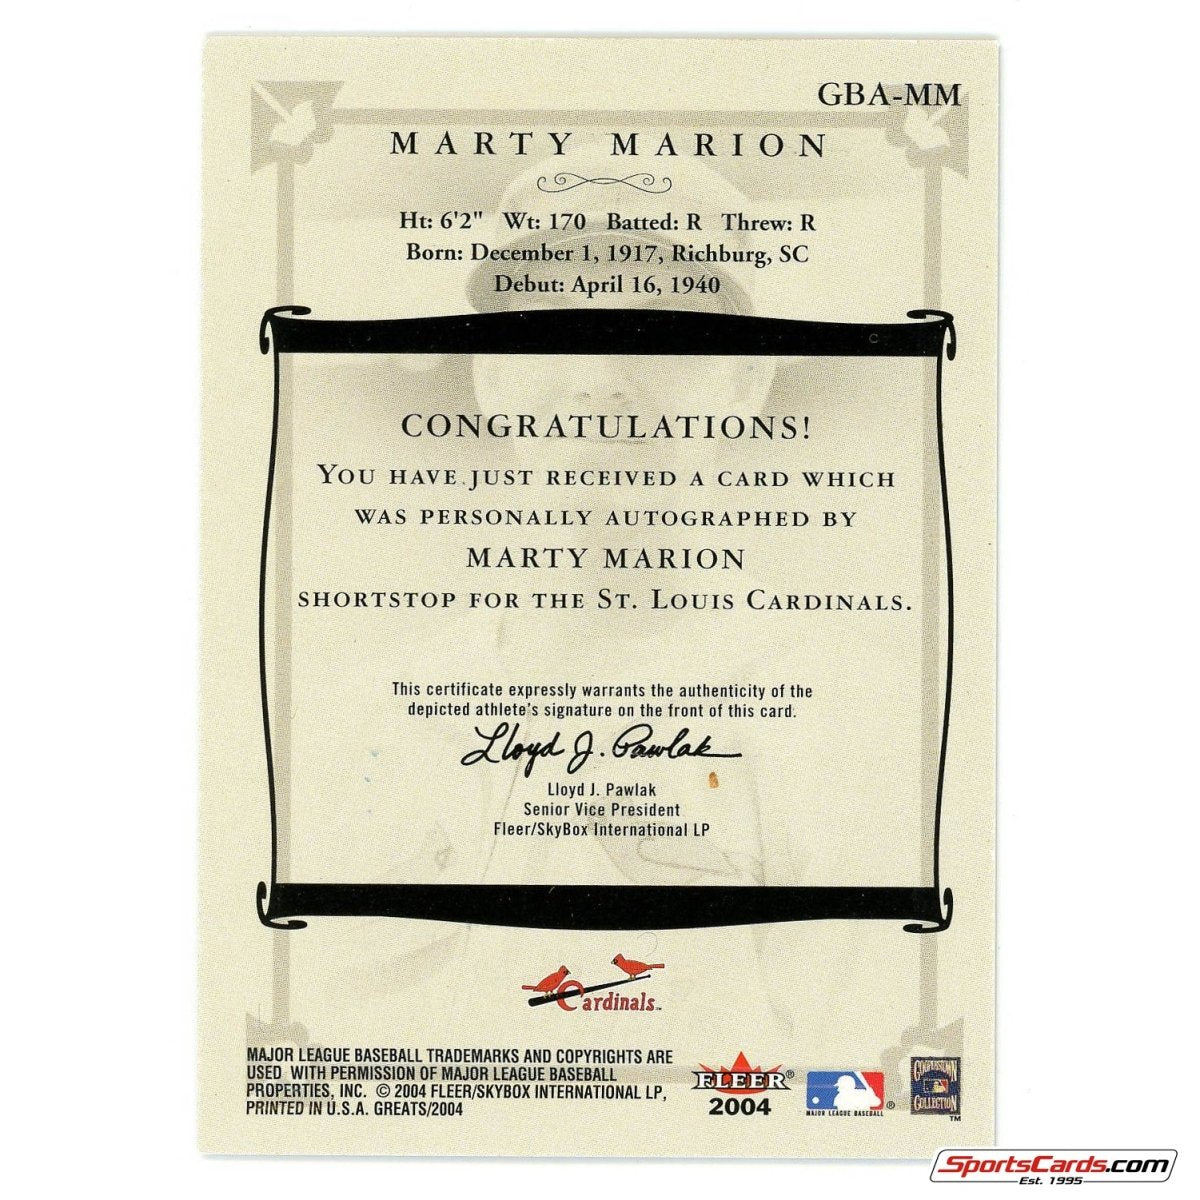 GBA-MM
MARTY MARION
Ht: 6'2" Wt: 170 Batted: R Threw: R
Born: December 1, 1917, Richburg, SC
Debut: April 16, 1940
CONGRATULATIONS!
YOU HAVE JUST RECEIVED A CARD WHICH
WAS PERSONALLY AUTOGRAPHED BY
MARTY MARION
SHORTSTOP FOR THE ST. LOUIS CARDINALS.
This certificate expressly warrants the authenticity of the
depicted athlete's signature on the front of this card.
Lloyd J. Pawlak
Lloyd J. Pawlak
Senior Vice President
Fleer/SkyBox International LP
Cardinals™
MAJOR LEAGUE BASEBALL TRADEMARKS AND COPYRIGHTS ARE
USED WITH PERMISSION OF MAJOR LEAGUE BASEBALL
PROPERTIES, INC. © 2004 FLEER/SKYBOX INTERNATIONAL LP,
PRINTED IN U.S.A. GREATS/2004
FLEER®
2004
MAJOR LEAGUE BASEBALL®
COOPERSTOWN
COLLECTION™
SportsCards.com
Est. 1995